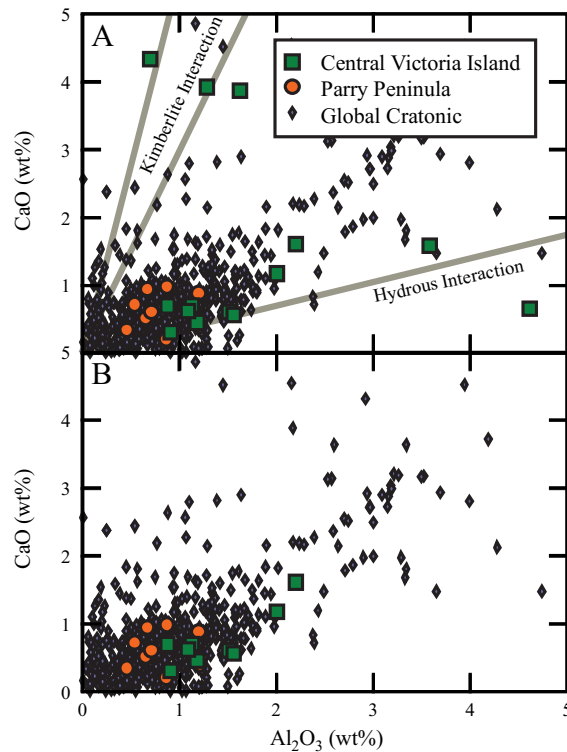 A
5
4
3
2
1
5
CaO (wt%)
Kimberlite Interaction
Central Victoria Island
Parry Peninula
Global Cratonic
Hydrous Interaction
B
4
3
2
1
0
CaO (wt%)
0 1 2 3 4 5
Al₂O₃ (wt%)